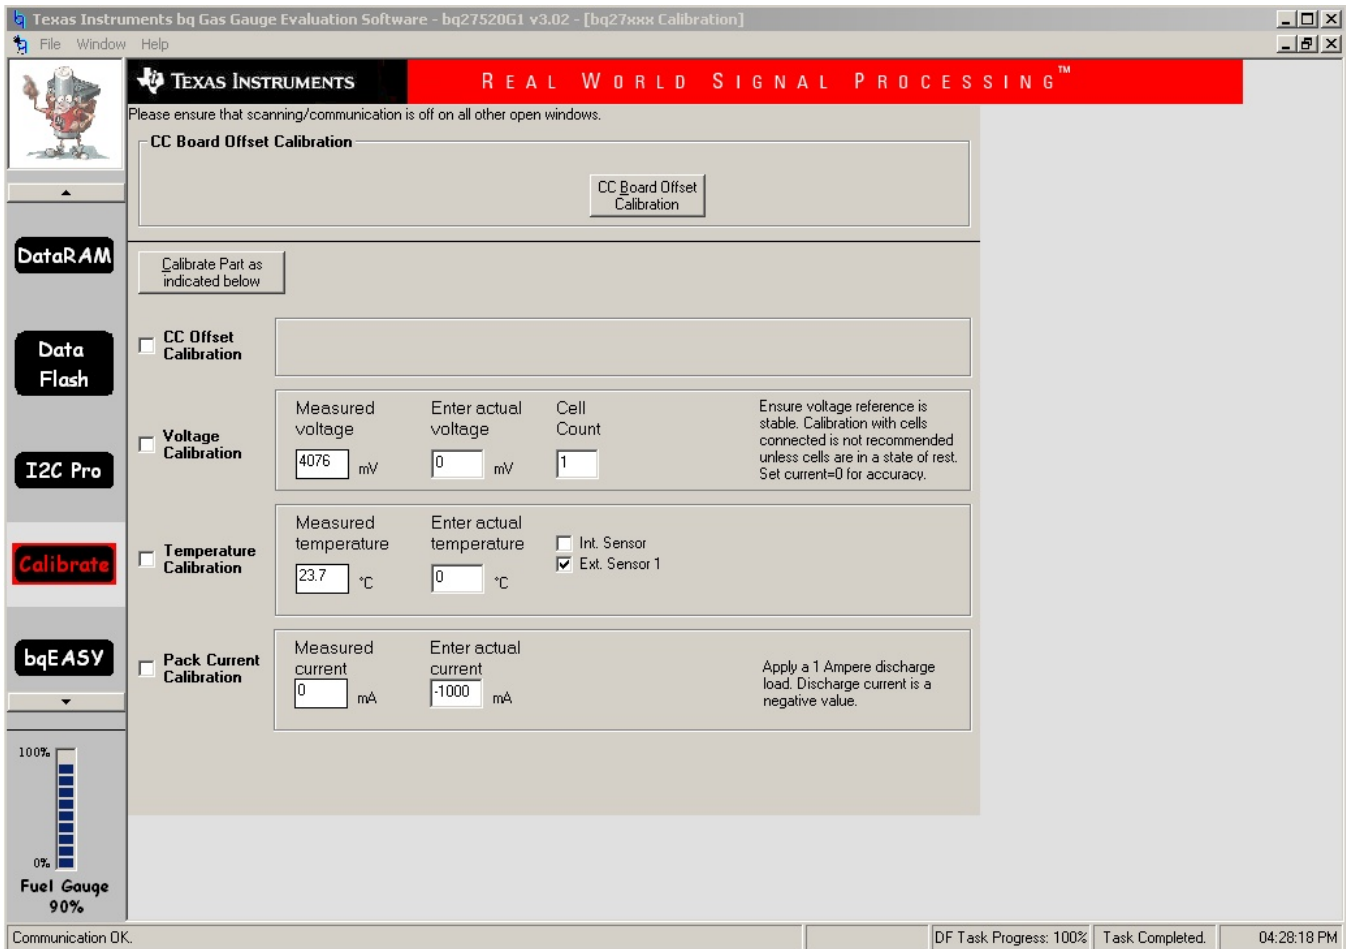 Texas Instruments bq Gas Gauge Evaluation Software - bq27520G1 v3.02 - [bq27xxx Calibration]
File Window Help
TEXAS INSTRUMENTS
REAL WORLD SIGNAL PROCESSING™
Please ensure that scanning/communication is off on all other open windows.
CC Board Offset Calibration
CC Board Offset
Calibration
DataRAM
Data
Flash
I2C Pro
Calibrate
bqEASY
100%
0%
Fuel Gauge
90%
Calibrate Part as
indicated below
CC Offset
Calibration
Voltage
Calibration
Measured
voltage
4076 mV
Enter actual
voltage
0 mV
Cell
Count
1
Ensure voltage reference is
stable. Calibration with cells
connected is not recommended
unless cells are in a state of rest.
Set current=0 for accuracy.
Temperature
Calibration
Measured
temperature
23.7 °C
Enter actual
temperature
0 °C
Int. Sensor
Ext. Sensor 1
Pack Current
Calibration
Measured
current
0 mA
Enter actual
current
-1000 mA
Apply a 1 Ampere discharge
load. Discharge current is a
negative value.
Communication OK.
DF Task Progress: 100%
Task Completed.
04:28:18 PM